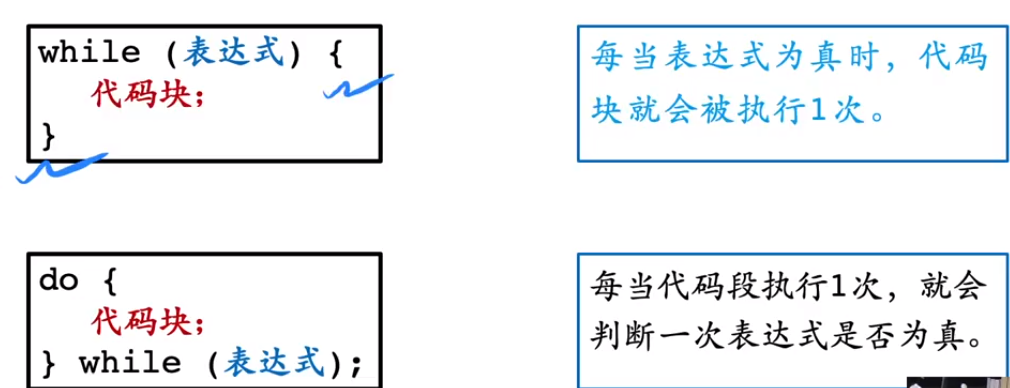 while (表达式) {
代码块;
}
每当表达式为真时，代码
块就会被执行1次。
do {
代码块;
} while (表达式);
每当代码段执行1次，就会
判断一次表达式是否为真。